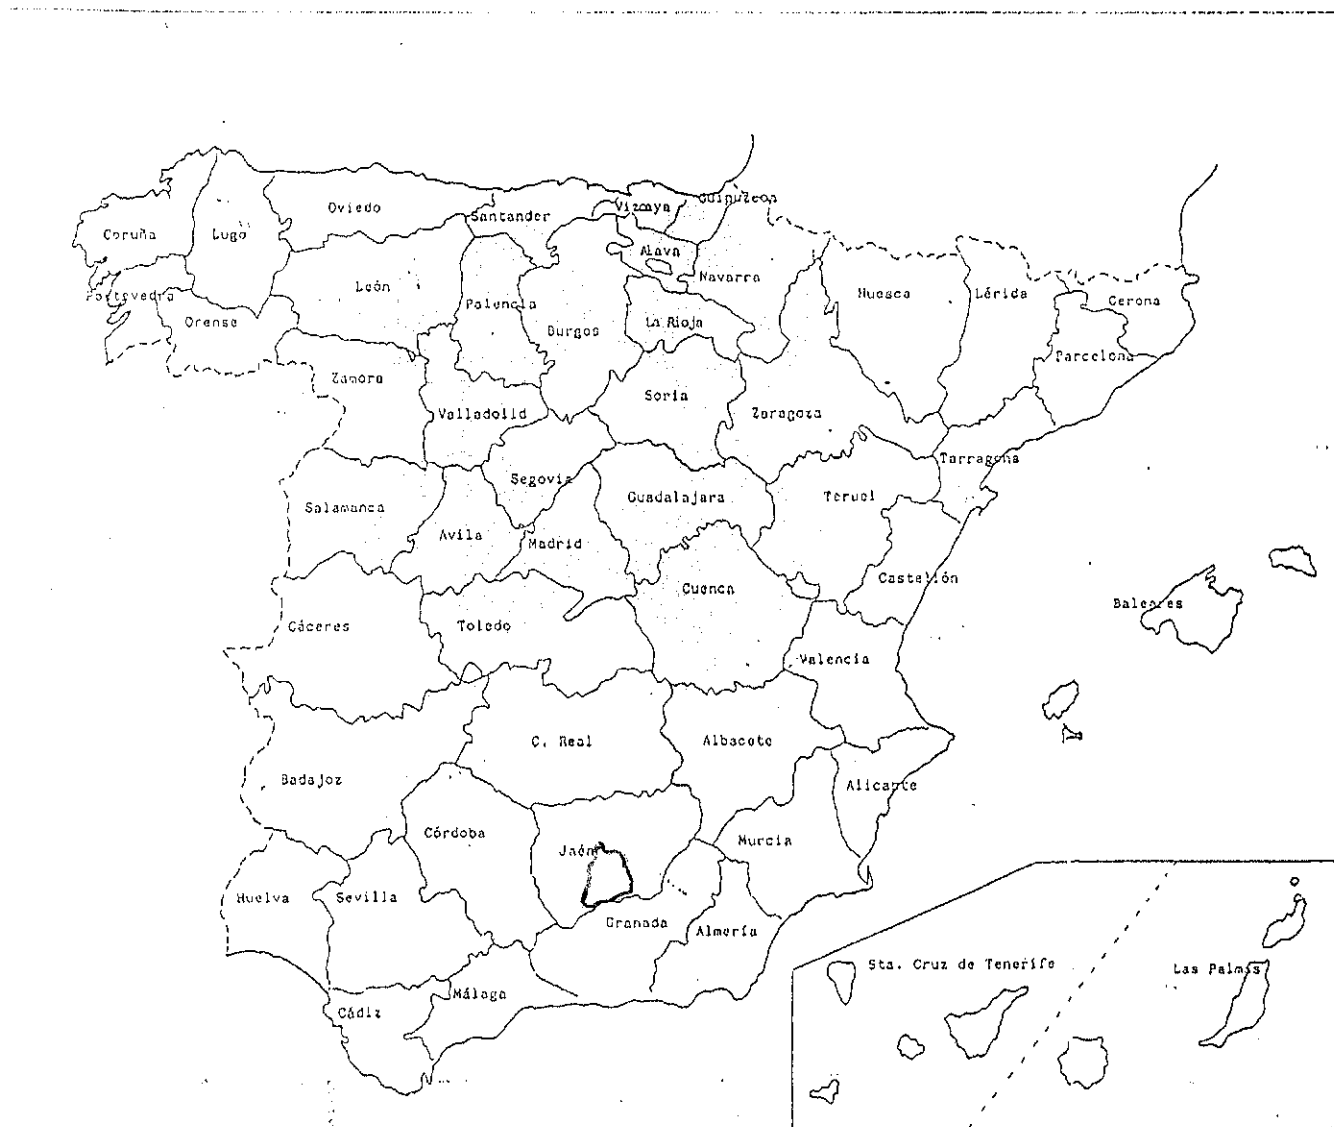 Guipuzcoa
Oviedo
Santander
Vizcaya
Coruña
Lugo
Alava
León
Navarra
Pontevedra
Palencia
Huesca
Lérida
Gerona
Orense
Burgos
La Rioja
Barcelona
Zamora
Soria
Valladolid
Zaragoza
Tarragona
Segovia
Salamanca
Guadalajara
Teruel
Avila
Madrid
Castellón
Cuenca
Baleares
Cáceres
Toledo
Valencia
C. Real
Albacete
Badajoz
Alicante
Córdoba
Murcia
Jaén
Huelva
Sevilla
Granada
Almería
Sta. Cruz de Tenerife
Las Palmas
Málaga
Cádiz